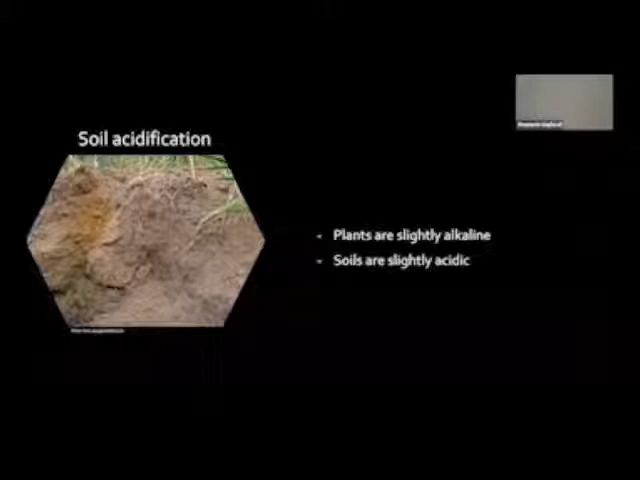 Soil acidification
Plants are slightly alkaline
Soils are slightly acidic